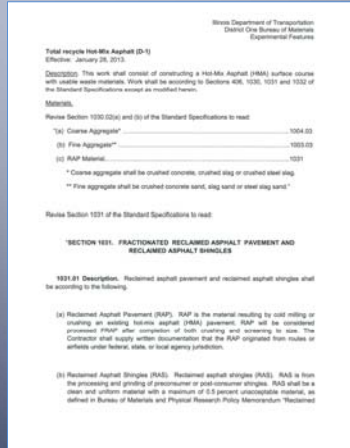 Illinois Department of Transportation
District One Bureau of Materials
Experimental Features
Total recycle Hot-Mix Asphalt (D-1)
Effective: January 28, 2013.
Description. This work shall consist of constructing a Hot-Mix Asphalt (HMA) surface course
with usable waste materials. Work shall be according to Sections 406, 1030, 1031 and 1032 of
the Standard Specifications except as modified herein.
Materials.
Revise Section 1030.02(a) and (b) of the Standard Specifications to read:
"(a) Coarse Aggregate* ........ 1004.03
(b) Fine Aggregate** ........ 1003.03
(c) RAP Material ........ 1031
* Coarse aggregate shall be crushed concrete, crushed slag or crushed steel slag.
** Fine aggregate shall be crushed concrete sand, slag sand or steel slag sand."
Revise Section 1031 of the Standard Specifications to read:
"SECTION 1031. FRACTIONATED RECLAIMED ASPHALT PAVEMENT AND
RECLAIMED ASPHALT SHINGLES
1031.01 Description. Reclaimed asphalt pavement and reclaimed asphalt shingles shall
be according to the following.
(a) Reclaimed Asphalt Pavement (RAP). RAP is the material resulting by cold milling or
crushing an existing hot-mix asphalt (HMA) pavement. RAP will be considered
processed FRAP after completion of both crushing and screening to size. The
Contractor shall supply written documentation that the RAP originated from routes or
airfields under federal, state, or local agency jurisdiction.
(b) Reclaimed Asphalt Shingles (RAS). Reclaimed asphalt shingles (RAS). RAS is from
the processing and grinding of preconsumer or post-consumer shingles. RAS shall be a
clean and uniform material with a maximum of 0.5 percent unacceptable material, as
defined in Bureau of Materials and Physical Research Policy Memorandum "Reclaimed